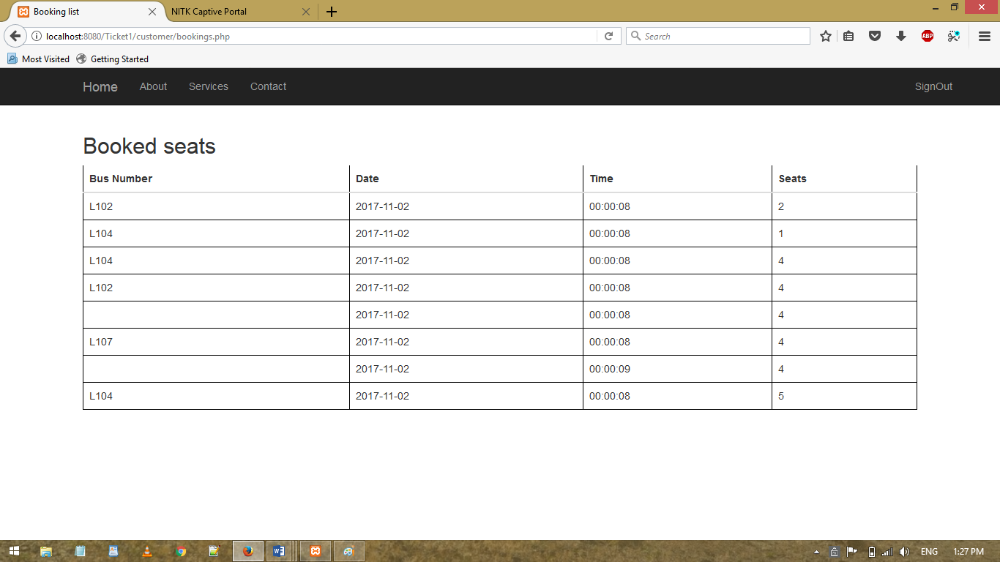 Booking list
NITK Captive Portal
localhost:8080/Ticket1/customer/bookings.php
Search
ABP
Most Visited
Getting Started
Home About Services Contact SignOut
Booked seats
Bus Number Date Time Seats
L102 2017-11-02 00:00:08 2
L104 2017-11-02 00:00:08 1
L104 2017-11-02 00:00:08 4
L102 2017-11-02 00:00:08 4
2017-11-02 00:00:08 4
L107 2017-11-02 00:00:08 4
2017-11-02 00:00:09 4
L104 2017-11-02 00:00:08 5
ENG 1:27 PM